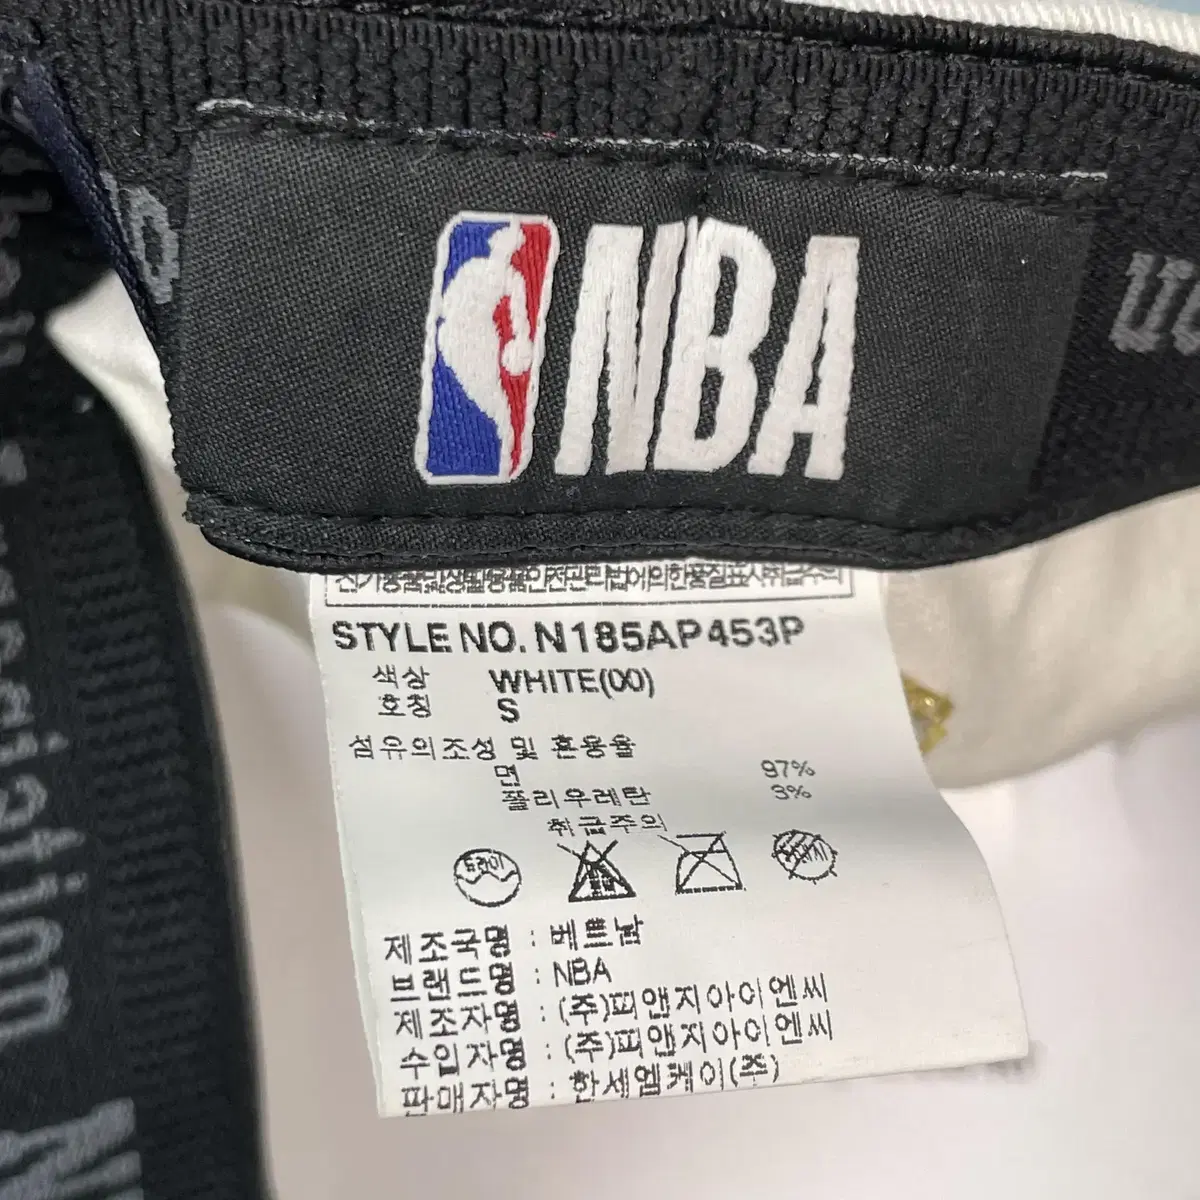 NBA
STYLE NO. N185AP453P
색상 WHITE(00)
호칭 S
섬유의조성 및 혼용율
면 97%
폴리우레탄 3%
취급주의
드라이
제조국명 : 베트남
브랜드명 : NBA
제조자명 : (주)피앤지아이엔씨
수입자명 : (주)피앤지아이엔씨
판매자명 : 한세엠케이(주)